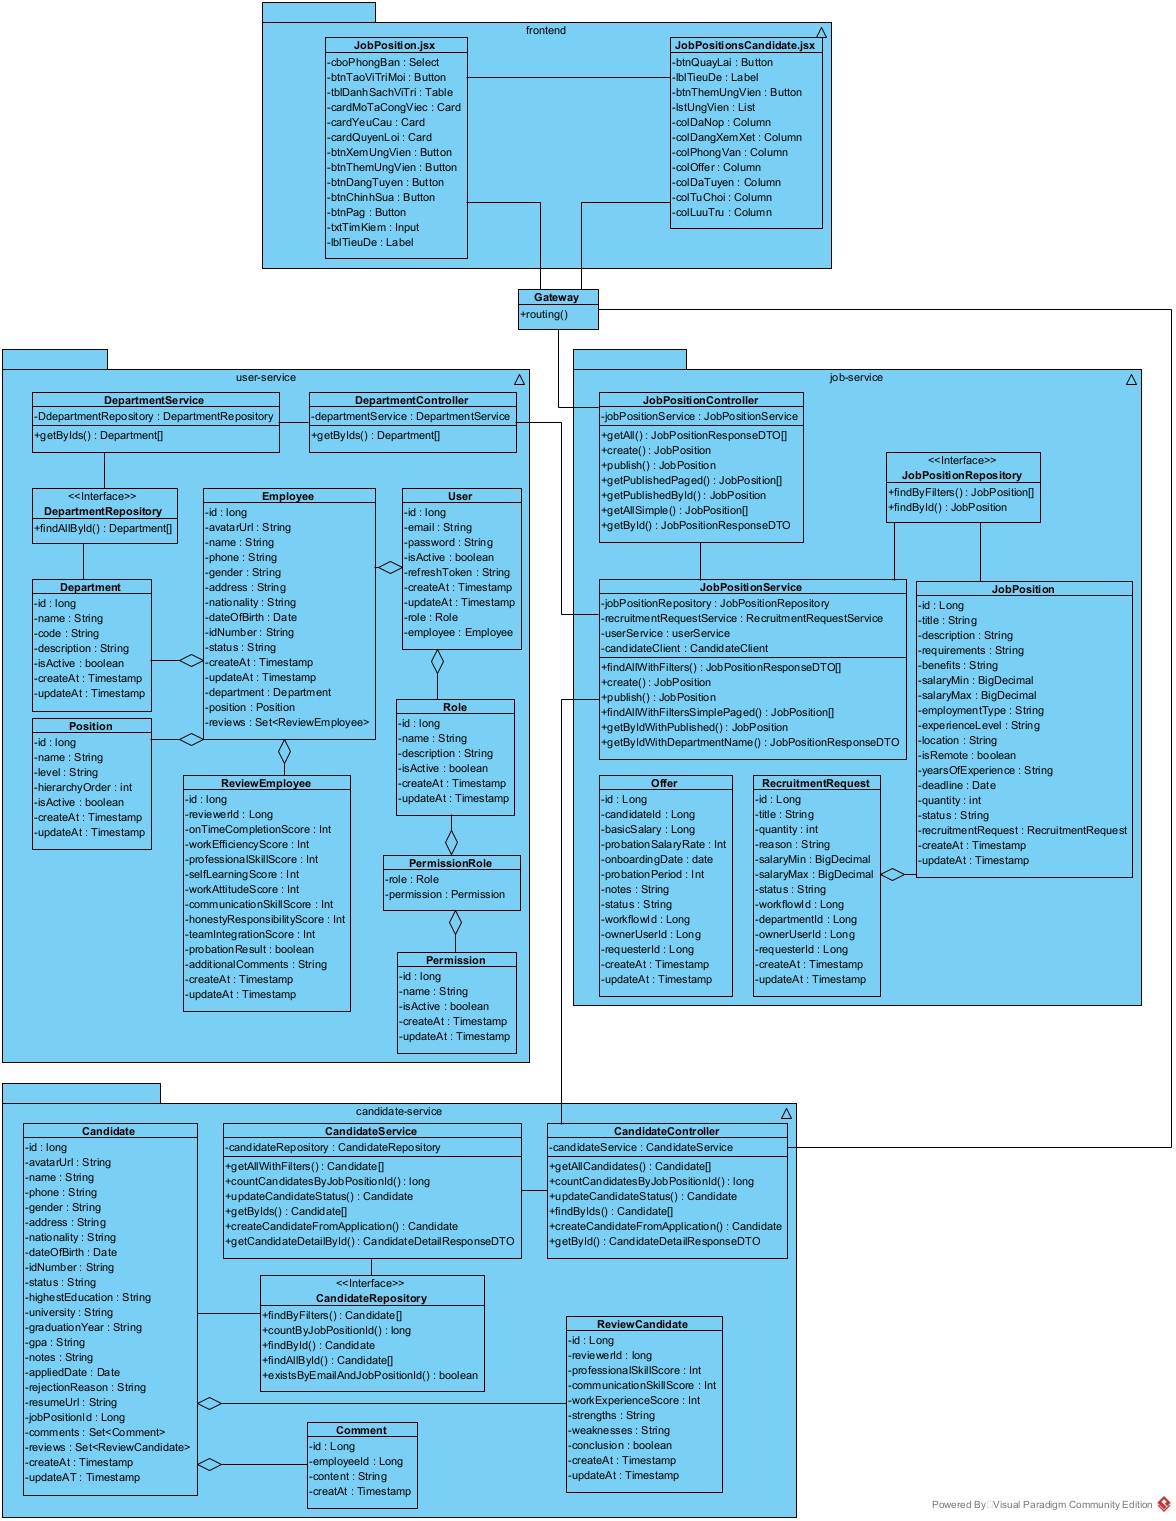 frontend
JobPosition.jsx
-cboPhongBan : Select
-btnTaoViTriMoi : Button
-tblDanhSachViTri : Table
-cardMoTaCongViec : Card
-cardYeuCau : Card
-cardQuyenLoi : Card
-btnXemUngVien : Button
-btnThemUngVien : Button
-btnDangTuyen : Button
-btnChinhSua : Button
-btnPag : Button
-txtTimKiem : Input
-lblTieuDe : Label
JobPositionsCandidate.jsx
-btnQuayLai : Button
-lblTieuDe : Label
-btnThemUngVien : Button
-lstUngVien : List
-colDaNop : Column
-colDangXemXet : Column
-colPhongVan : Column
-colOffer : Column
-colDaTuyen : Column
-colTuChoi : Column
-colLuuTru : Column
Gateway
+routing()
user-service
DepartmentService
-DdepartmentRepository : DepartmentRepository
+getByIds() : Department[]
DepartmentController
-departmentService : DepartmentService
+getByIds() : Department[]
<<Interface>>
DepartmentRepository
+findAllById() : Department[]
Employee
-id : long
-avatarUrl : String
-name : String
-phone : String
-gender : String
-address : String
-nationality : String
-dateOfBirth : Date
-idNumber : String
-status : String
-createAt : Timestamp
-updateAt : Timestamp
-department : Department
-position : Position
-reviews : Set<ReviewEmployee>
User
-id : long
-email : String
-password : String
-isActive : boolean
-refreshToken : String
-createAt : Timestamp
-updateAt : Timestamp
-role : Role
-employee : Employee
Department
-id : long
-name : String
-code : String
-description : String
-isActive : boolean
-createAt : Timestamp
-updateAt : Timestamp
Position
-id : long
-name : String
-level : String
-hierarchyOrder : int
-isActive : boolean
-createAt : Timestamp
-updateAt : Timestamp
Role
-id : long
-name : String
-description : String
-isActive : boolean
-createAt : Timestamp
-updateAt : Timestamp
ReviewEmployee
-id : long
-reviewerId : Long
-onTimeCompletionScore : Int
-workEfficiencyScore : Int
-professionalSkillScore : Int
-selfLearningScore : Int
-workAttitudeScore : Int
-communicationSkillScore : Int
-honestyResponsibilityScore : Int
-teamIntegrationScore : Int
-probationResult : boolean
-additionalComments : String
-createAt : Timestamp
-updateAt : Timestamp
PermissionRole
-role : Role
-permission : Permission
Permission
-id : long
-name : String
-isActive : boolean
-createAt : Timestamp
-updateAt : Timestamp
job-service
JobPositionController
-jobPositionService : JobPositionService
+getAll() : JobPositionResponseDTO[]
+create() : JobPosition
+publish() : JobPosition
+getPublishedPaged() : JobPosition[]
+getPublishedById() : JobPosition
+getAllSimple() : JobPosition[]
+getById() : JobPositionResponseDTO
<<Interface>>
JobPositionRepository
+findByFilters() : JobPosition[]
+findById() : JobPosition
JobPositionService
-jobPositionRepository : JobPositionRepository
-recruitmentRequestService : RecruitmentRequestService
-userService : userService
-candidateClient : CandidateClient
+findAllWithFilters() : JobPositionResponseDTO[]
+create() : JobPosition
+publish() : JobPosition
+findAllWithFiltersSimplePaged() : JobPosition[]
+getByIdWithPublished() : JobPosition
+getByIdWithDepartmentName() : JobPositionResponseDTO
JobPosition
-id : Long
-title : String
-description : String
-requirements : String
-benefits : String
-salaryMin : BigDecimal
-salaryMax : BigDecimal
-employmentType : String
-experienceLevel : String
-location : String
-isRemote : boolean
-yearsOfExperience : String
-deadline : Date
-quantity : int
-status : String
-recruitmentRequest : RecruitmentRequest
-createAt : Timestamp
-updateAt : Timestamp
Offer
-id : Long
-candidateId : Long
-basicSalary : Long
-probationSalaryRate : Int
-onboardingDate : date
-probationPeriod : Int
-notes : String
-status : String
-workflowId : Long
-ownerUserId : Long
-requesterId : Long
-createAt : Timestamp
-updateAt : Timestamp
RecruitmentRequest
-id : Long
-title : String
-quantity : int
-reason : String
-salaryMin : BigDecimal
-salaryMax : BigDecimal
-status : String
-workflowId : Long
-departmentId : Long
-ownerUserId : Long
-requesterId : Long
-createAt : Timestamp
-updateAt : Timestamp
candidate-service
Candidate
-id : long
-avatarUrl : String
-name : String
-phone : String
-gender : String
-address : String
-nationality : String
-dateOfBirth : Date
-idNumber : String
-status : String
-highestEducation : String
-university : String
-graduationYear : String
-gpa : String
-notes : String
-appliedDate : Date
-rejectionReason : String
-resumeUrl : String
-jobPositionId : Long
-comments : Set<Comment>
-reviews : Set<ReviewCandidate>
-createAt : Timestamp
-updateAT : Timestamp
CandidateService
-candidateRepository : CandidateRepository
+getAllWithFilters() : Candidate[]
+countCandidatesByJobPositionId() : long
+updateCandidateStatus() : Candidate
+getByIds() : Candidate[]
+createCandidateFromApplication() : Candidate
+getCandidateDetailById() : CandidateDetailResponseDTO
CandidateController
-candidateService : CandidateService
+getAllCandidates() : Candidate[]
+countCandidatesByJobPositionId() : long
+updateCandidateStatus() : Candidate
+findByIds() : Candidate[]
+createCandidateFromApplication() : Candidate
+getById() : CandidateDetailResponseDTO
<<Interface>>
CandidateRepository
+findByFilters() : Candidate[]
+countByJobPositionId() : long
+findById() : Candidate
+findAllById() : Candidate[]
+existsByEmailAndJobPositionId() : boolean
ReviewCandidate
-id : Long
-reviewerId : long
-professionalSkillScore : Int
-communicationSkillScore : Int
-workExperienceScore : Int
-strengths : String
-weaknesses : String
-conclusion : boolean
-createAt : Timestamp
-updateAt : Timestamp
Comment
-id : Long
-employeeId : Long
-content : String
-creatAt : Timestamp
Powered By Visual Paradigm Community Edition